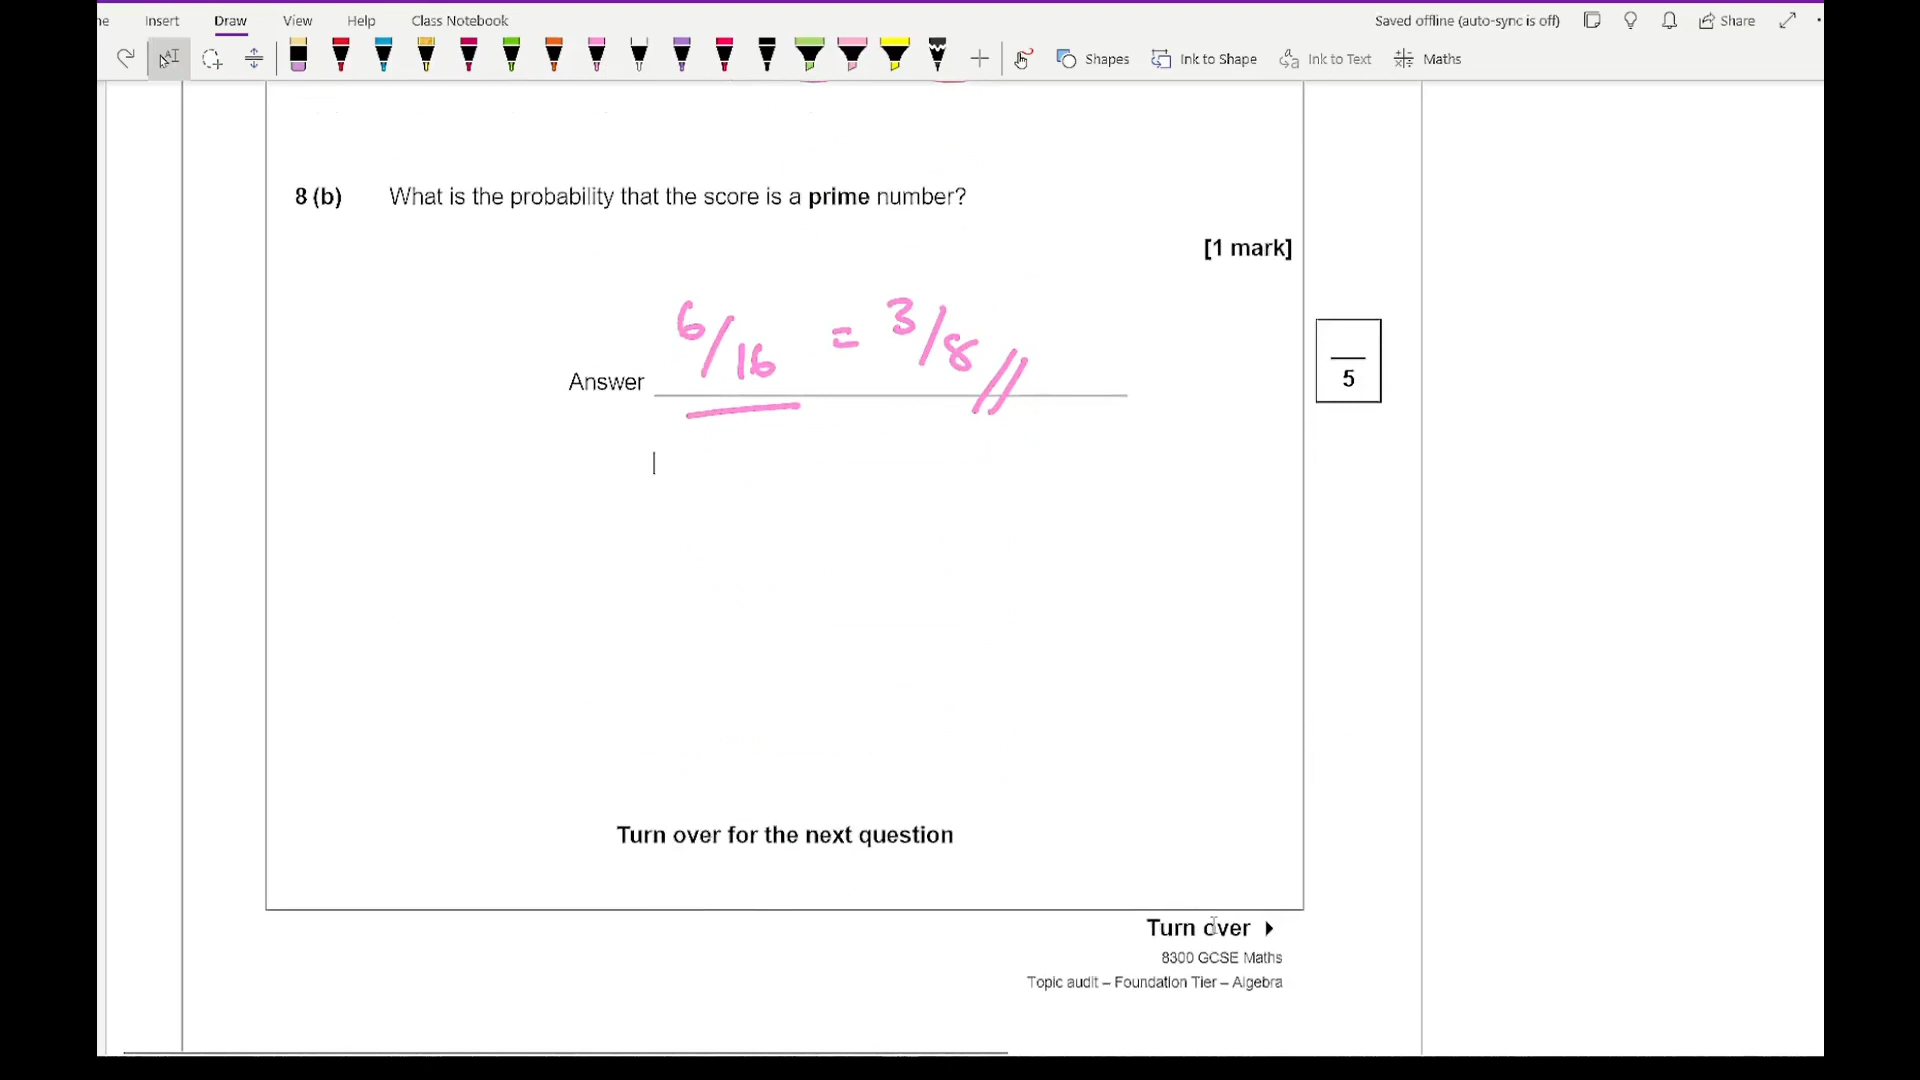 Insert Draw View Help Class Notebook Saved offline (auto-sync is off) Share
Shapes Ink to Shape Ink to Text Maths
8 (b) What is the probability that the score is a prime number?
[1 mark]
6/16 = 3/8
Answer
5
Turn over for the next question
Turn over
8300 GCSE Maths
Topic audit – Foundation Tier – Algebra